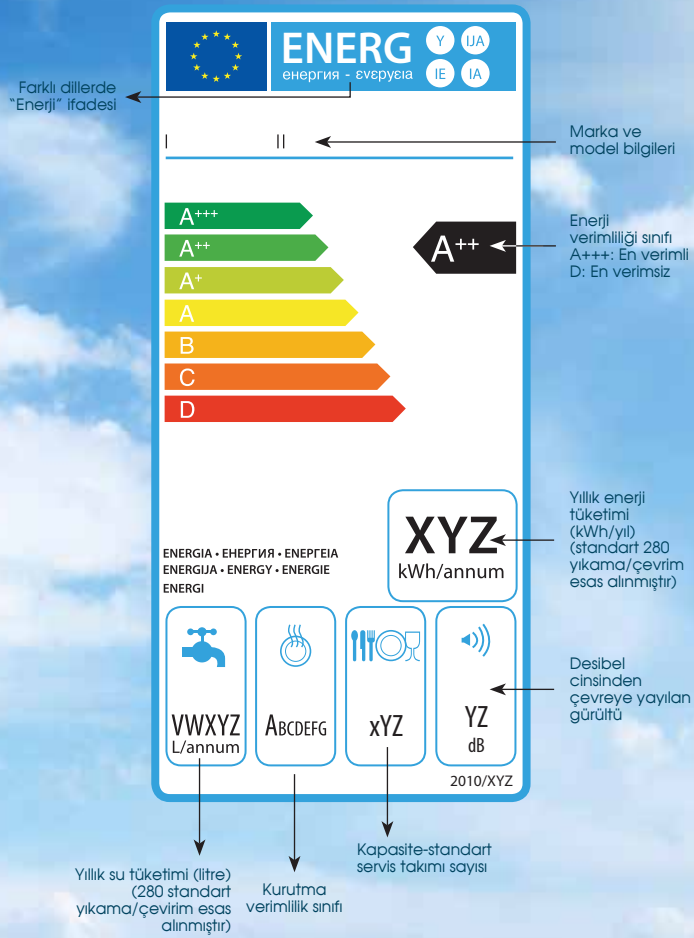 ENERG
енергия - ενεργεια
Y
IJA
IE
IA
Farklı dillerde
"Enerji" ifadesi
I
II
Marka ve
model bilgileri
A+++
A++
A+
A
B
C
D
A++
Enerji
verimliliği sınıfı
A+++: En verimli
D: En verimsiz
ENERGIA • ЕНЕРГИЯ • ΕΝΕΡΓΕΙΑ
ENERGIJA • ENERGY • ENERGIE
ENERGI
XYZ
kWh/annum
Yıllık enerji
tüketimi
(kWh/yıl)
(standart 280
yıkama/çevrim
esas alınmıştır)
VWXYZ
L/annum
ABCDEFG
xYZ
YZ
dB
Desibel
cinsinden
çevreye yayılan
gürültü
2010/XYZ
Yıllık su tüketimi (litre)
(280 standart
yıkama/çevirim esas
alınmıştır)
Kurutma
verimlilik sınıfı
Kapasite-standart
servis takımı sayısı